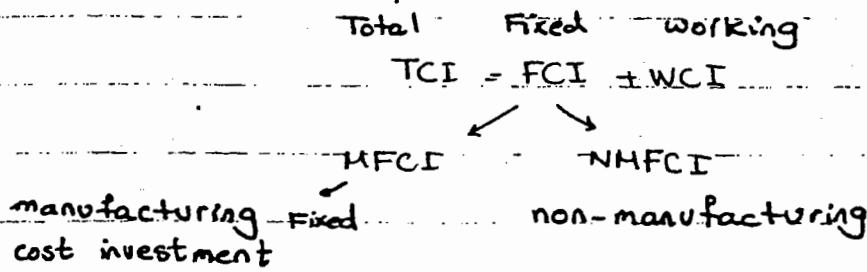 Total Fixed working
TCI = FCI + WCI
MFCI NMFCI
manufacturing Fixed non-manufacturing
cost investment